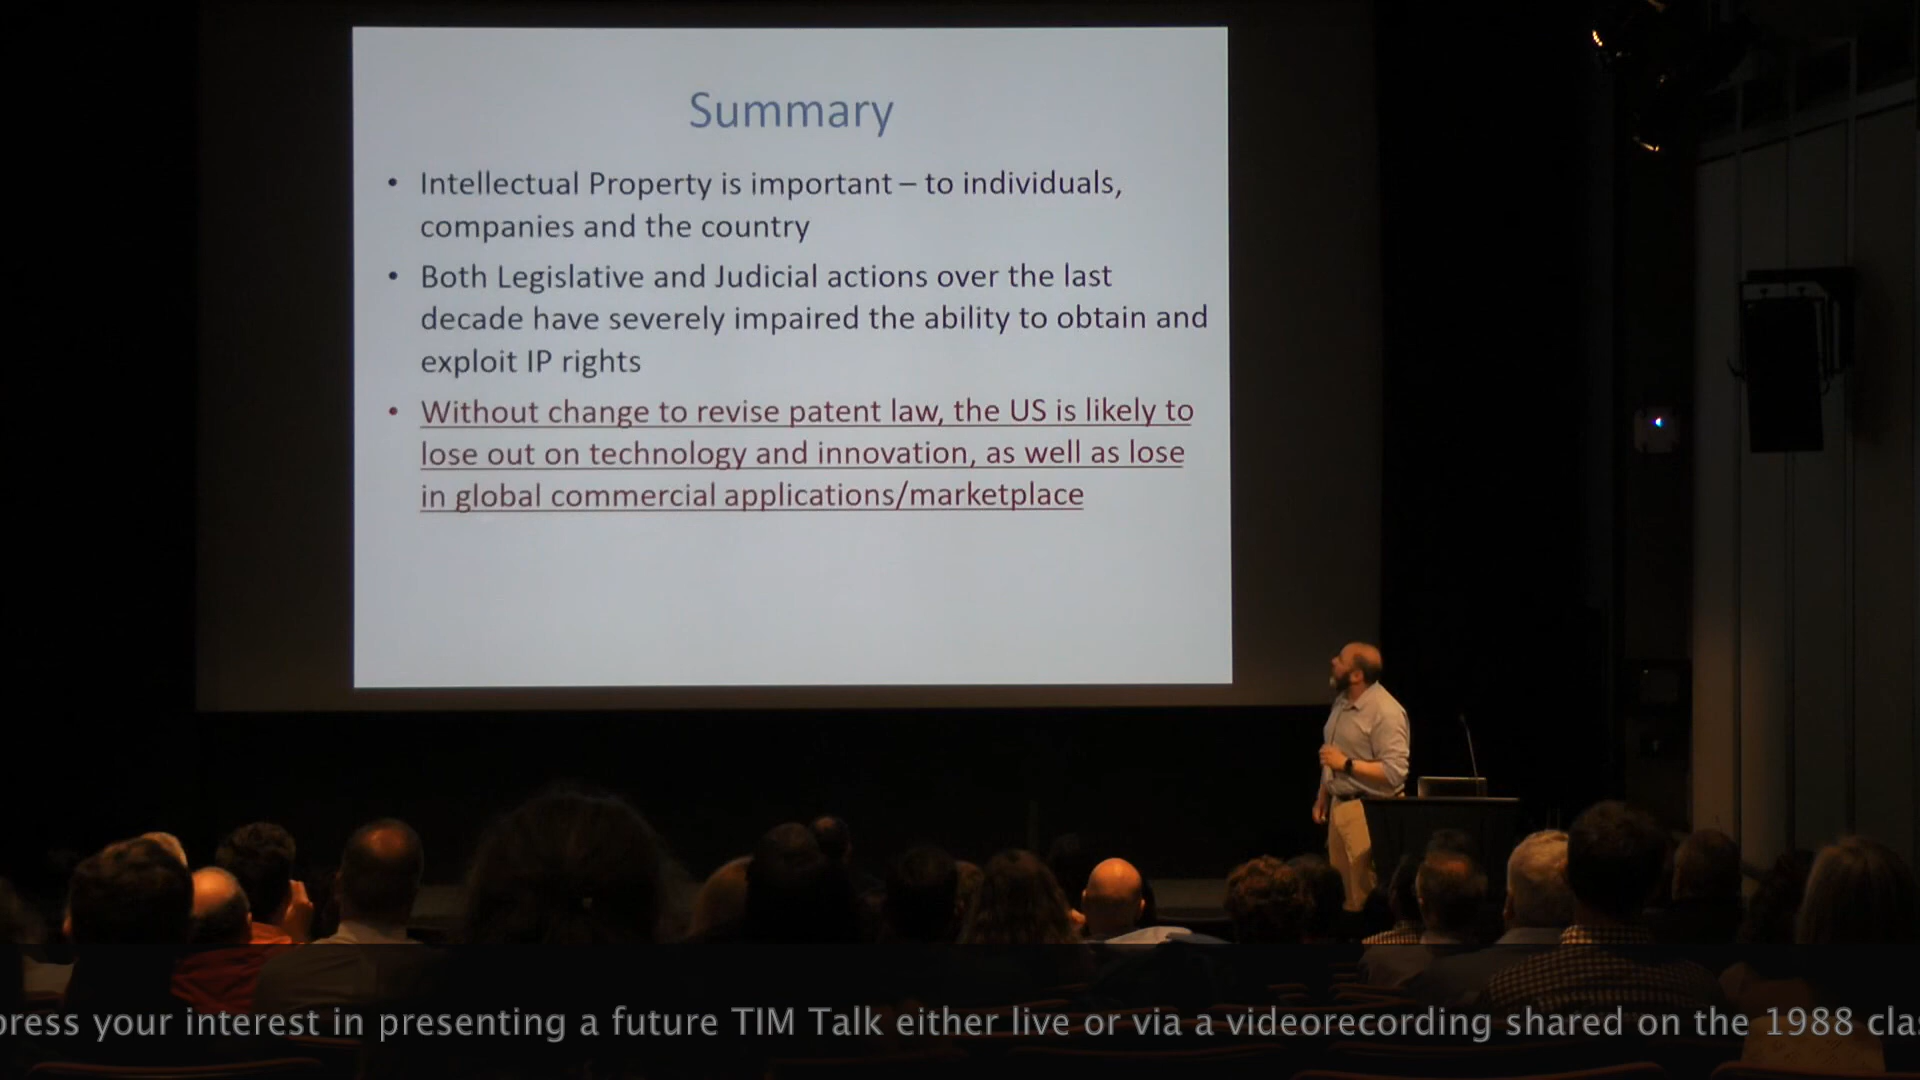 Summary
• Intellectual Property is important – to individuals,
companies and the country
• Both Legislative and Judicial actions over the last
decade have severely impaired the ability to obtain and
exploit IP rights
• Without change to revise patent law, the US is likely to
lose out on technology and innovation, as well as lose
in global commercial applications/marketplace
your interest in presenting a future TIM Talk either live or via a videorecording shared on the 1988